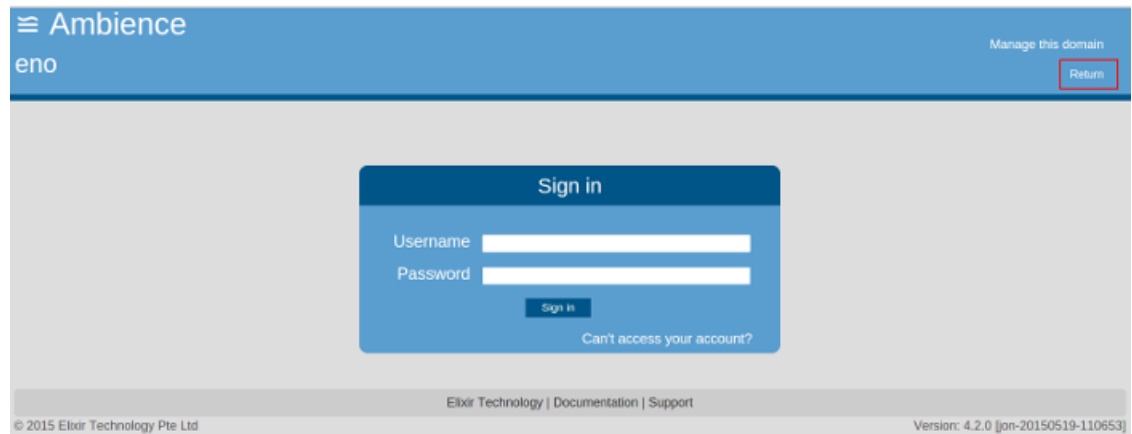 ≌ Ambience
eno
Manage this domain
Return
Sign in
Username
Password
Sign in
Can't access your account?
Elixir Technology | Documentation | Support
© 2015 Elixir Technology Pte Ltd
Version: 4.2.0 [jon-20150519-110653]